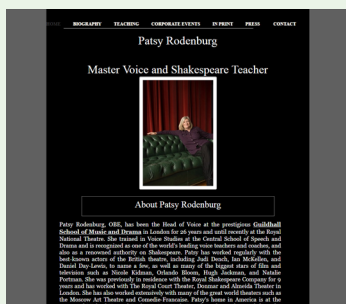 BIOGRAPHY TEACHING CORPORATE EVENTS IN PRINT PRESS CONTACT
Patsy Rodenburg
Master Voice and Shakespeare Teacher
About Patsy Rodenburg
Patsy Rodenburg, OBE, has been the Head of Voice at the prestigious Guildhall
School of Music and Drama in London for 26 years and until recently at the Royal
National Theatre. She trained in Voice Studies at the Central School of Speech and
Drama and is recognized as one of the world's leading voice teachers and coaches, and
also as a renowned authority on Shakespeare. Patsy has worked regularly with the
best-known actors of the British theatre, including Judi Dench, Ian McKellen, and
Daniel Day-Lewis, to name a few, as well as many of the biggest stars of film and
television such as Nicole Kidman, Orlando Bloom, Hugh Jackman, and Natalie
Portman. She was previously in residence with the Royal Shakespeare Company for 9
years and has worked with The Royal Court Theatre, Donmar and Almeida Theater in
London. She has also worked extensively with many of the great world theaters such as
the Moscow Art Theatre and Comedie-Francaise. Patsy's home in America is at the